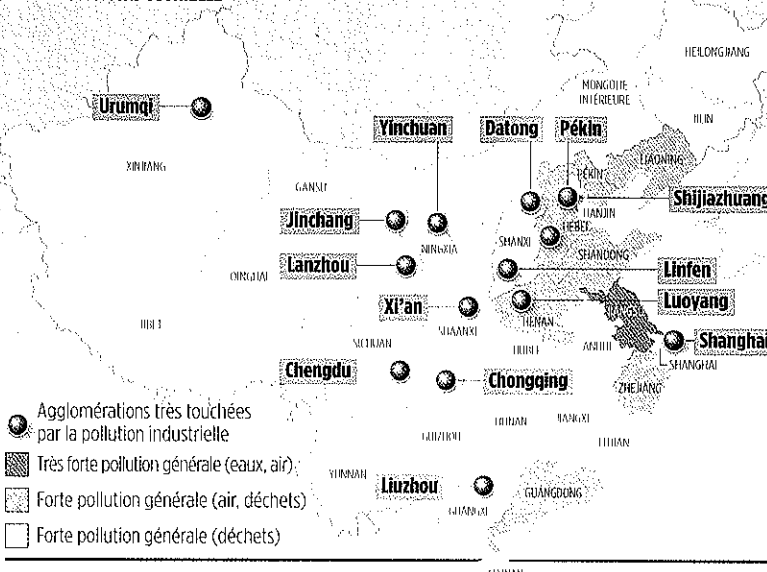 HEILONGJIANG
MONGOLIE
INTÉRIEURE
Urumqi
Yinchuan
Datong
Pékin
JILIN
LIAONING
XINJIANG
PÉKIN
GANSU
TIANJIN
Shijiazhuang
Jinchang
HEBEI
NINGXIA
SHANXI
SHANDONG
Lanzhou
QINGHAI
Linfen
Xi'an
Luoyang
TIBET
SHAANXI
HENAN
SICHUAN
HUBEI
ANHUI
Shanghai
SHANGHAI
Chengdu
Chongqing
ZHEJIANG
Agglomérations très touchées
par la pollution industrielle
HUNAN
JIANGXI
GUIZHOU
Très forte pollution générale (eaux, air)
YUNNAN
Liuzhou
GUANGDONG
Forte pollution générale (air, déchets)
GUANGXI
Forte pollution générale (déchets)